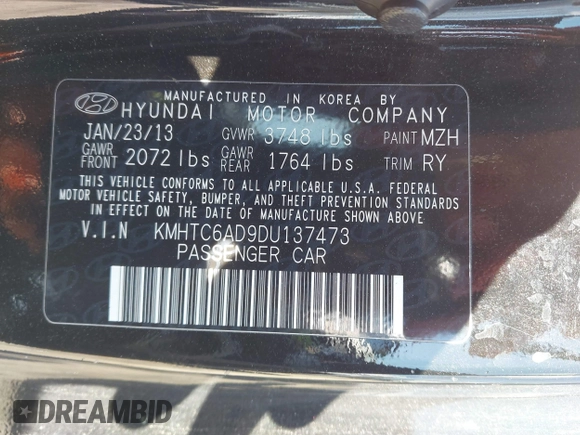 MANUFACTURED IN KOREA BY
HYUNDAI MOTOR COMPANY
JAN/23/13 GVWR 3748 lbs PAINT MZH
GAWR FRONT 2072 lbs GAWR REAR 1764 lbs TRIM RY
THIS VEHICLE CONFORMS TO ALL APPLICABLE U.S.A. FEDERAL
MOTOR VEHICLE SAFETY, BUMPER, AND THEFT PREVENTION STANDARDS
IN EFFECT ON THE DATE OF MANUFACTURE SHOWN ABOVE
V.I.N KMHTC6AD9DU137473
PASSENGER CAR
DREAMBID